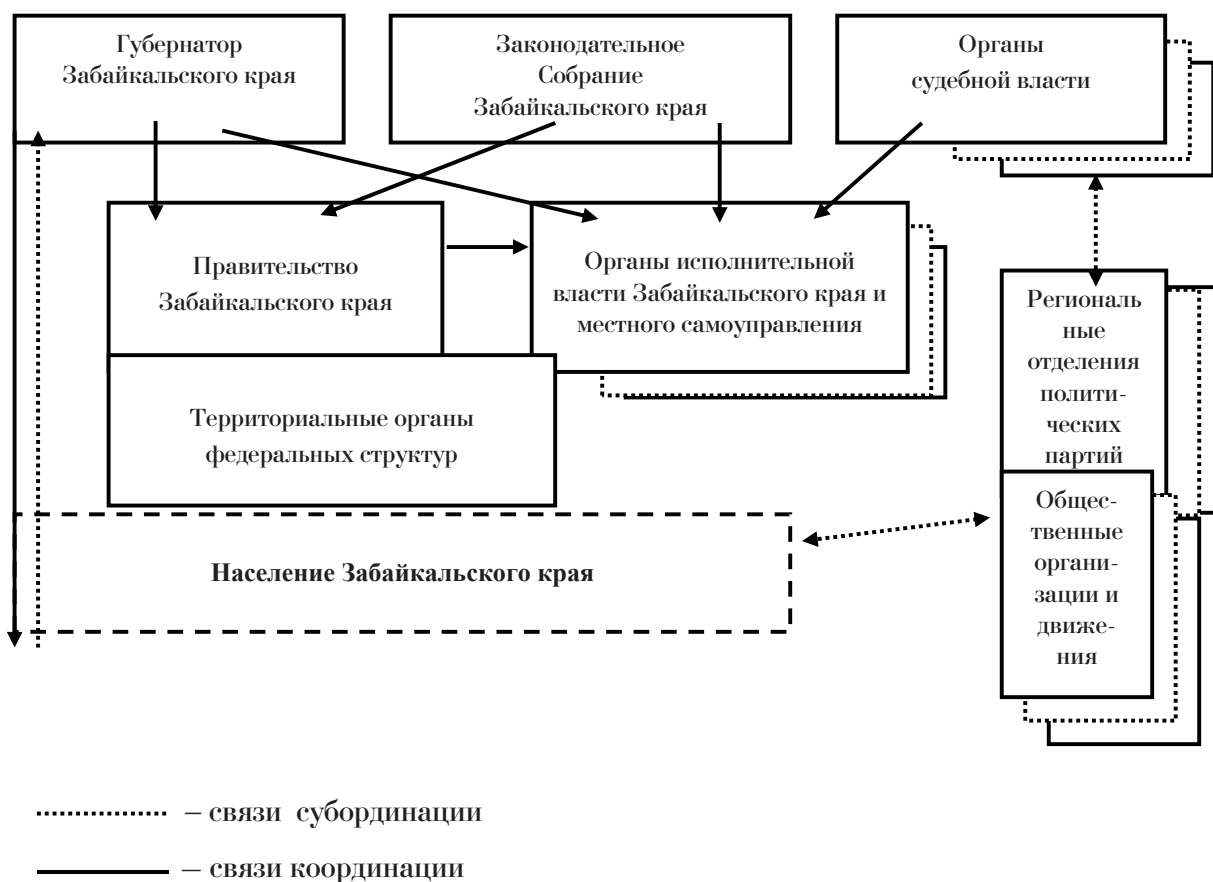 Губернатор
Забайкальского края
Законодательное
Собрание
Забайкальского края
Органы
судебной власти
Правительство
Забайкальского края
Органы исполнительной
власти Забайкальского края и
местного самоуправления
Региональ
ные
отделения
полити-
ческих
партий
Территориальные органы
федеральных структур
Общес-
твенные
органи-
зации и
движе-
ния
Население Забайкальского края
– связи субординации
– связи координации